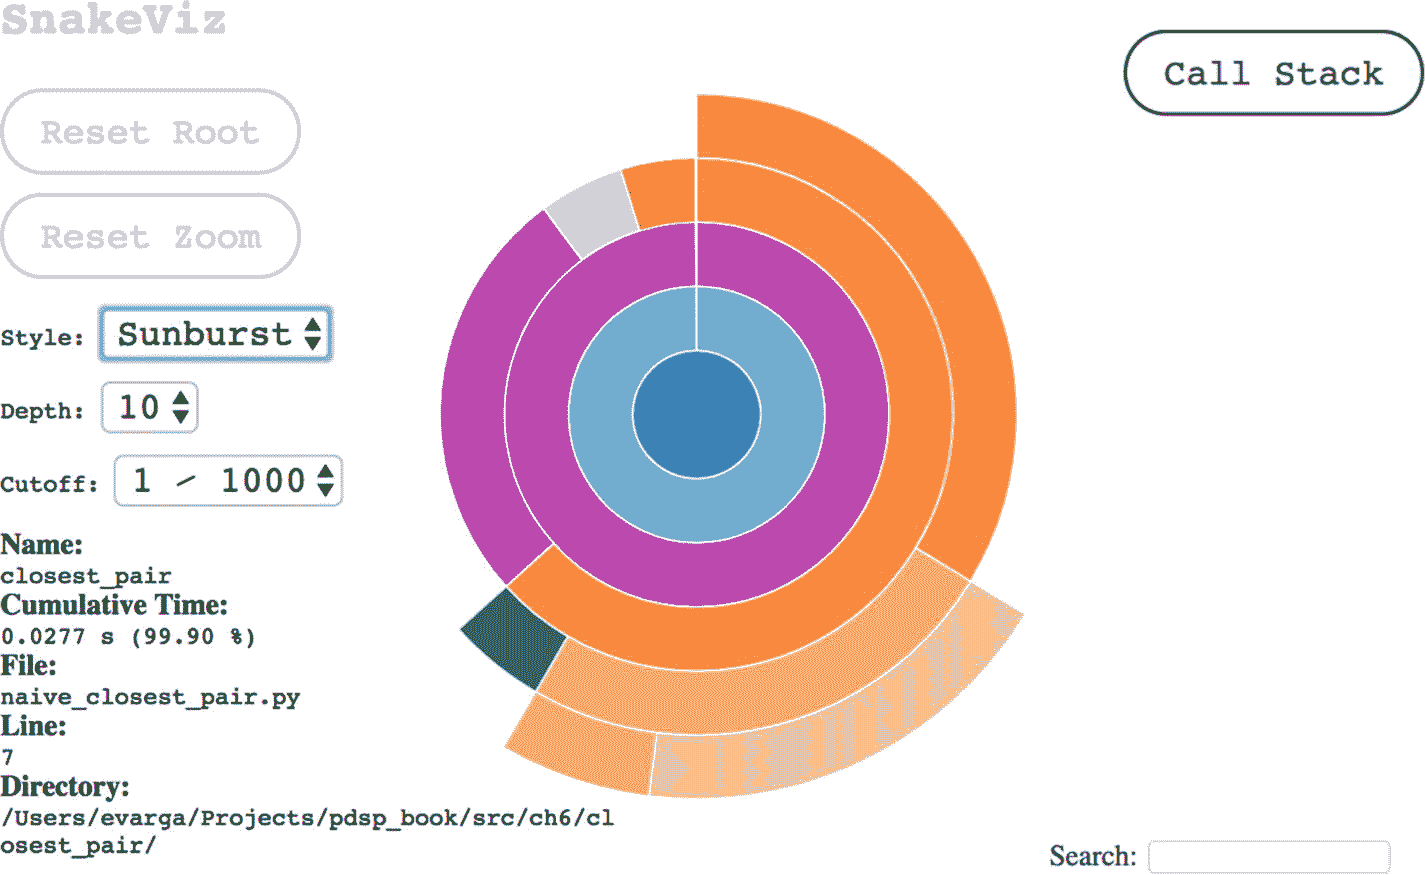 SnakeViz
Call Stack
Reset Root
Reset Zoom
Style: Sunburst
Depth: 10
Cutoff: 1 / 1000
Name:
closest_pair
Cumulative Time:
0.0277 s (99.90 %)
File:
naive_closest_pair.py
Line:
7
Directory:
/Users/evarga/Projects/pdsp_book/src/ch6/cl
osest_pair/
Search: